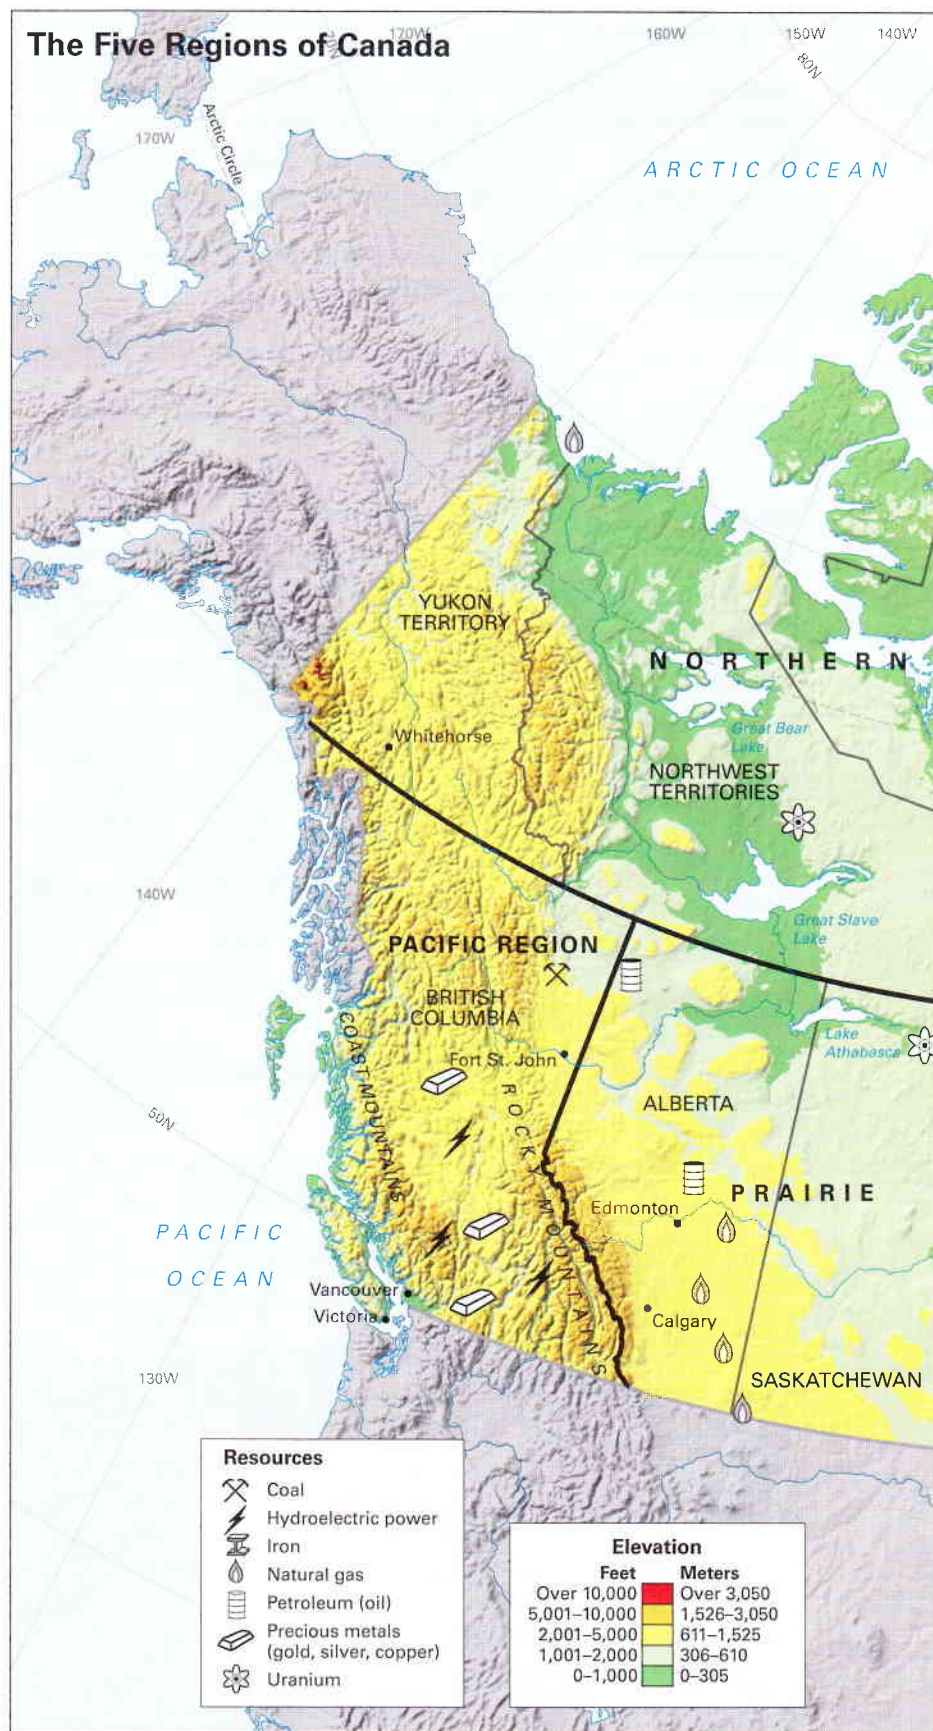 The Five Regions of Canada
170W
160W
150W
140W
80N
70N
Arctic Circle
170W
ARCTIC OCEAN
YUKON
TERRITORY
NORTHERN
Whitehorse
Great Bear
Lake
NORTHWEST
TERRITORIES
140W
Great Slave
Lake
PACIFIC REGION
BRITISH
COLUMBIA
COAST MOUNTAINS
Lake
Athabasca
Fort St. John
ROCKY MOUNTAINS
ALBERTA
50N
PRAIRIE
Edmonton
PACIFIC
OCEAN
Vancouver
Victoria
Calgary
130W
SASKATCHEWAN
Resources
Coal
Hydroelectric power
Iron
Natural gas
Petroleum (oil)
Precious metals
(gold, silver, copper)
Uranium
Elevation
Feet Meters
Over 10,000 Over 3,050
5,001–10,000 1,526–3,050
2,001–5,000 611–1,525
1,001–2,000 306–610
0–1,000 0–305